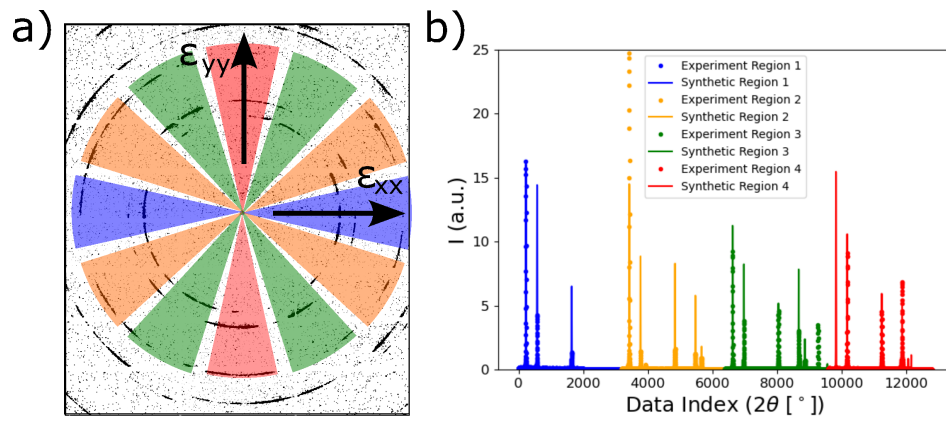 a)
εyy
εxx
b)
25
20
15
10
5
0
I (a.u.)
0 2000 4000 6000 8000 10000 12000
Data Index (2θ [°])
Experiment Region 1
Synthetic Region 1
Experiment Region 2
Synthetic Region 2
Experiment Region 3
Synthetic Region 3
Experiment Region 4
Synthetic Region 4